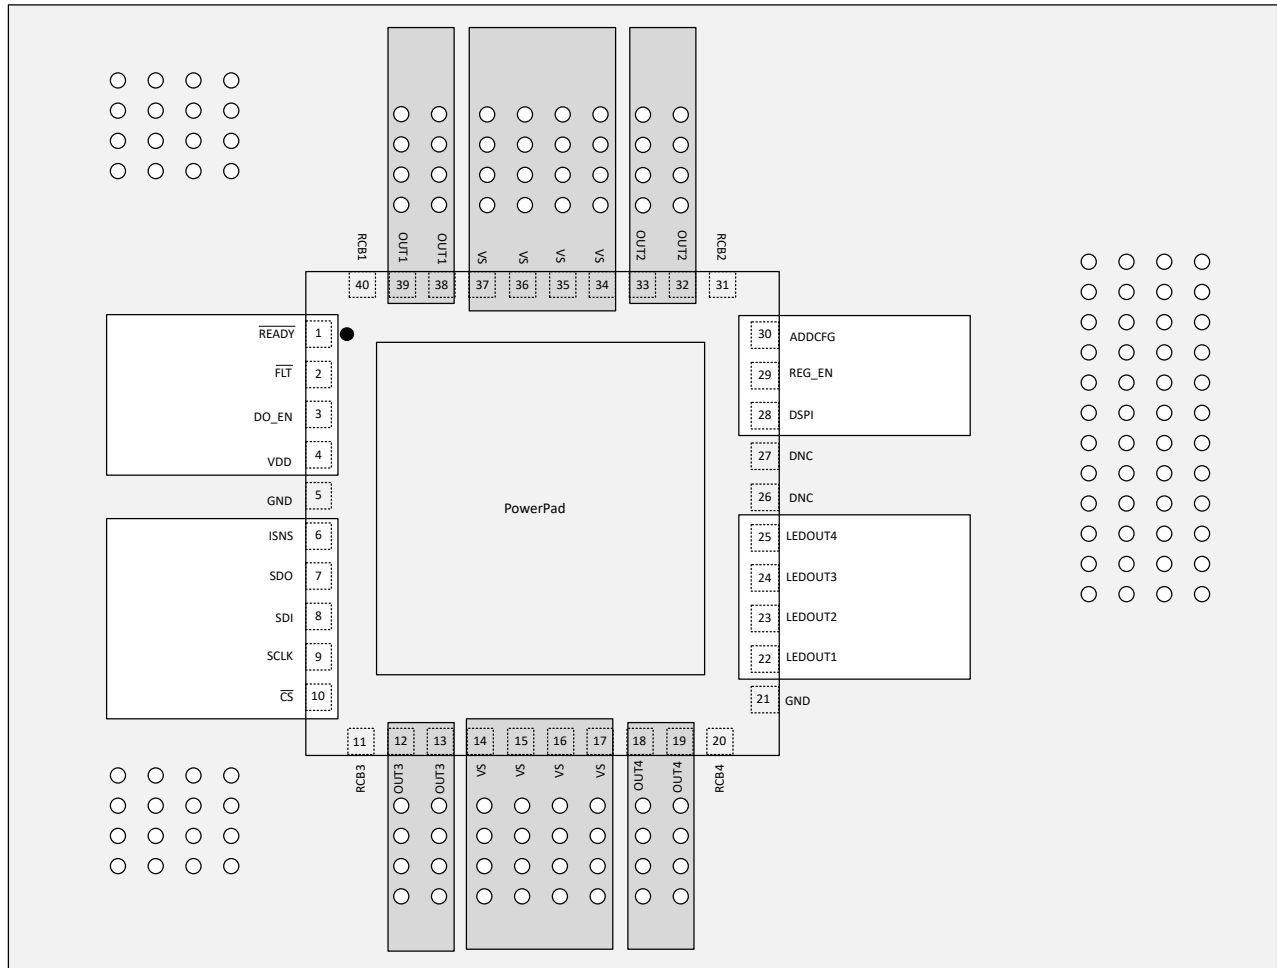 RCB1
OUT1
OUT1
VS
VS
VS
VS
OUT2
OUT2
RCB2
40
39
38
37
36
35
34
33
32
31
R̅E̅A̅D̅Y̅ 1
F̅L̅T̅ 2
DO_EN 3
VDD 4
GND 5
ISNS 6
SDO 7
SDI 8
SCLK 9
C̅S̅ 10
PowerPad
30 ADDCFG
29 REG_EN
28 DSPI
27 DNC
26 DNC
25 LEDOUT4
24 LEDOUT3
23 LEDOUT2
22 LEDOUT1
21 GND
11
12
13
14
15
16
17
18
19
20
RCB3
OUT3
OUT3
VS
VS
VS
VS
OUT4
OUT4
RCB4